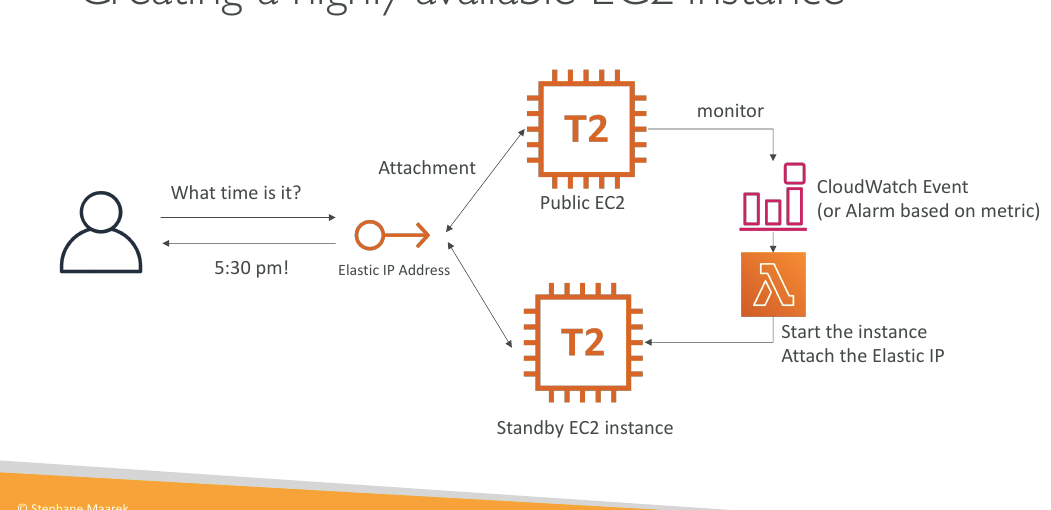 Creating a highly available EC2 instance
T2
monitor
Attachment
What time is it?
CloudWatch Event
(or Alarm based on metric)
Public EC2
5:30 pm!
Elastic IP Address
T2
Start the instance
Attach the Elastic IP
Standby EC2 instance
© Stephane Maarek